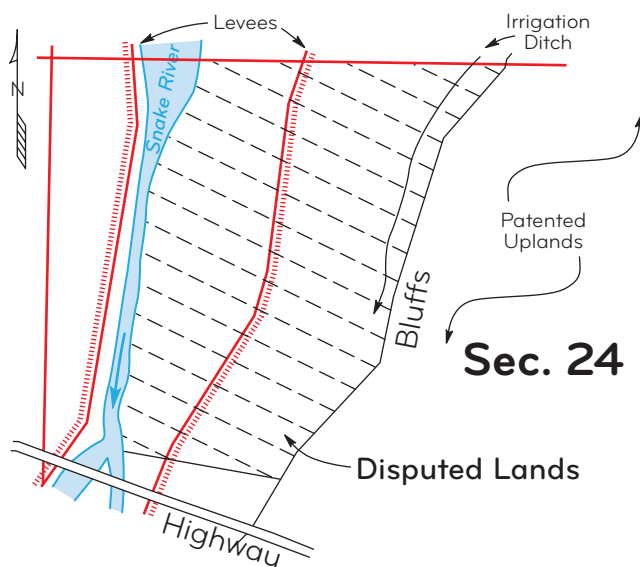 Levees
Irrigation
Ditch
N
Snake River
Patented
Uplands
Bluffs
Sec. 24
Disputed Lands
Highway